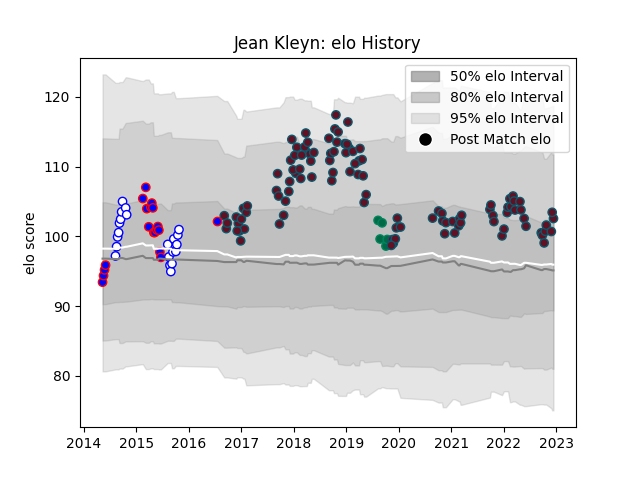 Jean Kleyn: elo History
50% elo Interval
80% elo Interval
95% elo Interval
Post Match elo
elo score
120
110
100
90
80
2014 2015 2016 2017 2018 2019 2020 2021 2022 2023